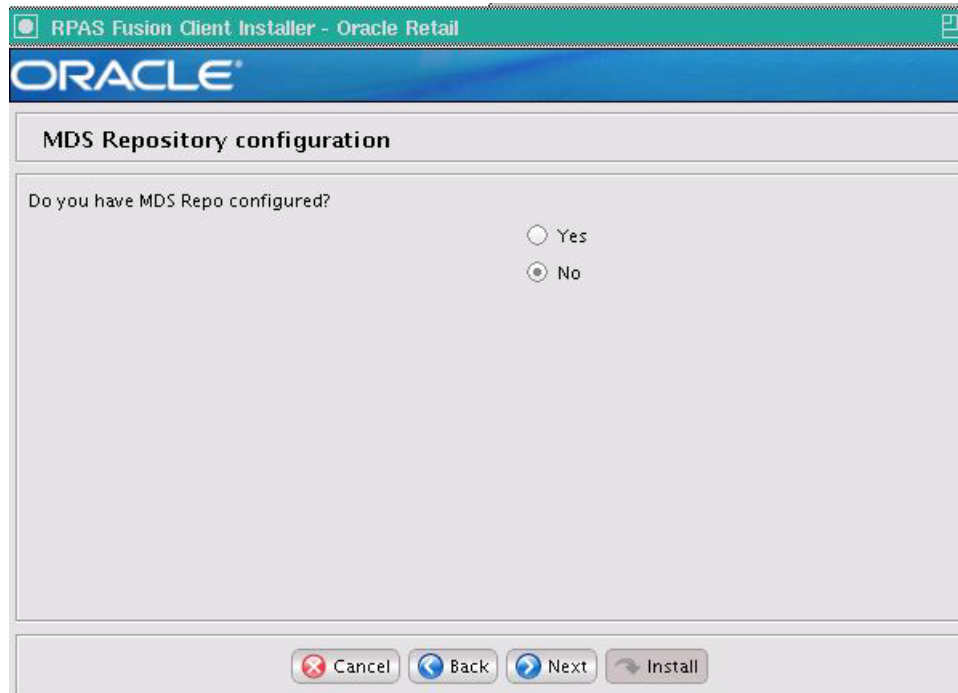 RPAS Fusion Client Installer - Oracle Retail
ORACLE®
MDS Repository configuration
Do you have MDS Repo configured?
Yes
No
Cancel Back Next Install